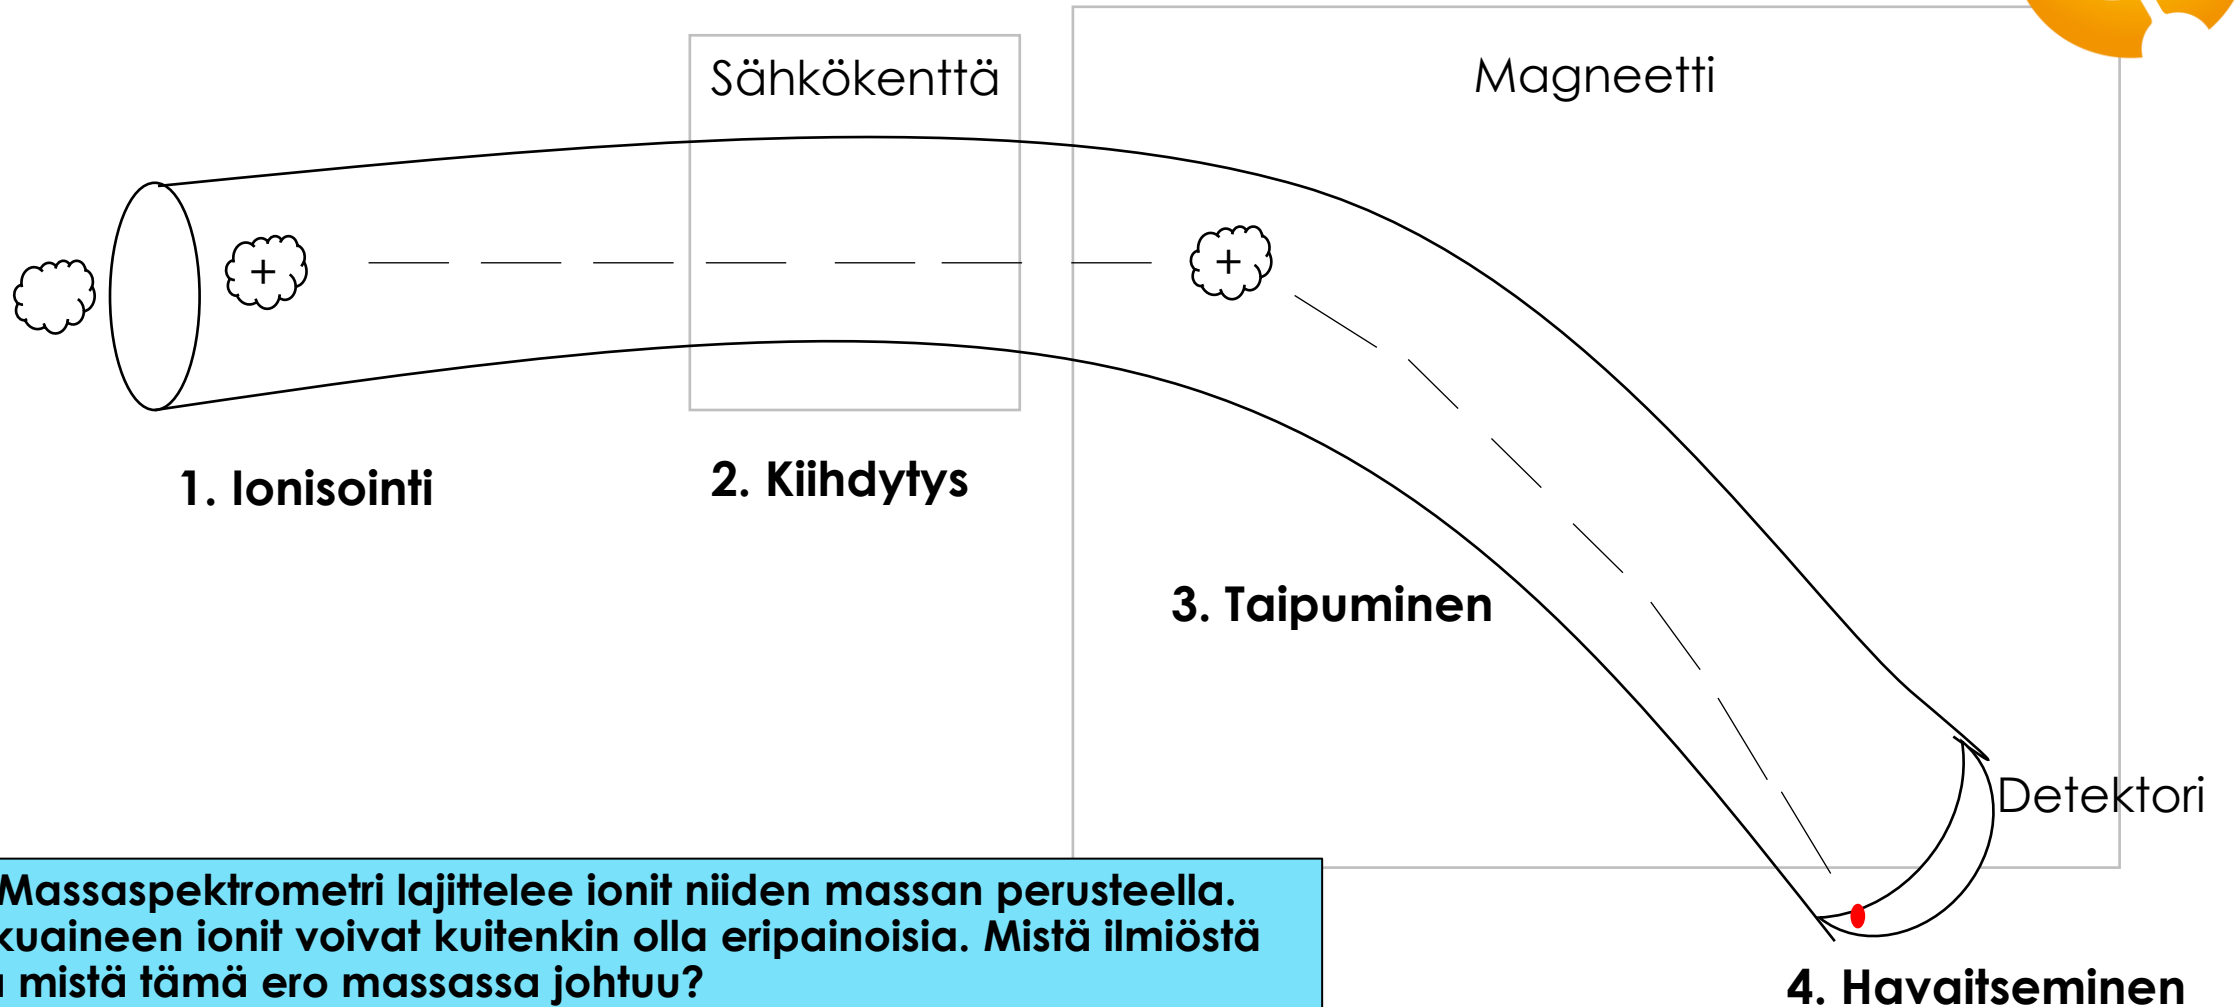 Sähkökenttä
Magneetti
+
+
1. Ionisointi
2. Kiihdytys
3. Taipuminen
Detektori
4. Havaitseminen
Massaspektrometri lajittelee ionit niiden massan perusteella.
kuaineen ionit voivat kuitenkin olla eripainoisia. Mistä ilmiöstä
mistä tämä ero massassa johtuu?